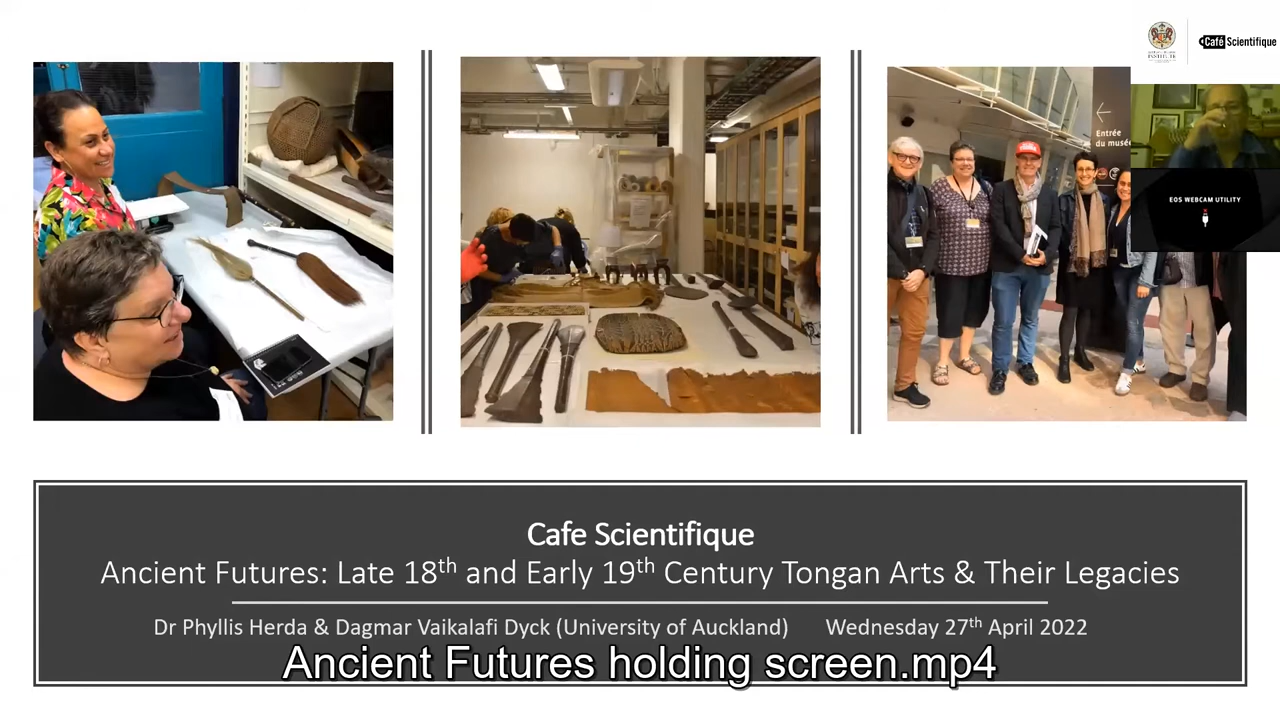 Café Scientifique
Entrée
du musée
EOS WEBCAM UTILITY
Cafe Scientifique
Ancient Futures: Late 18th and Early 19th Century Tongan Arts & Their Legacies
Dr Phyllis Herda & Dagmar Vaikalafi Dyck (University of Auckland) Wednesday 27th April 2022
Ancient Futures holding screen.mp4